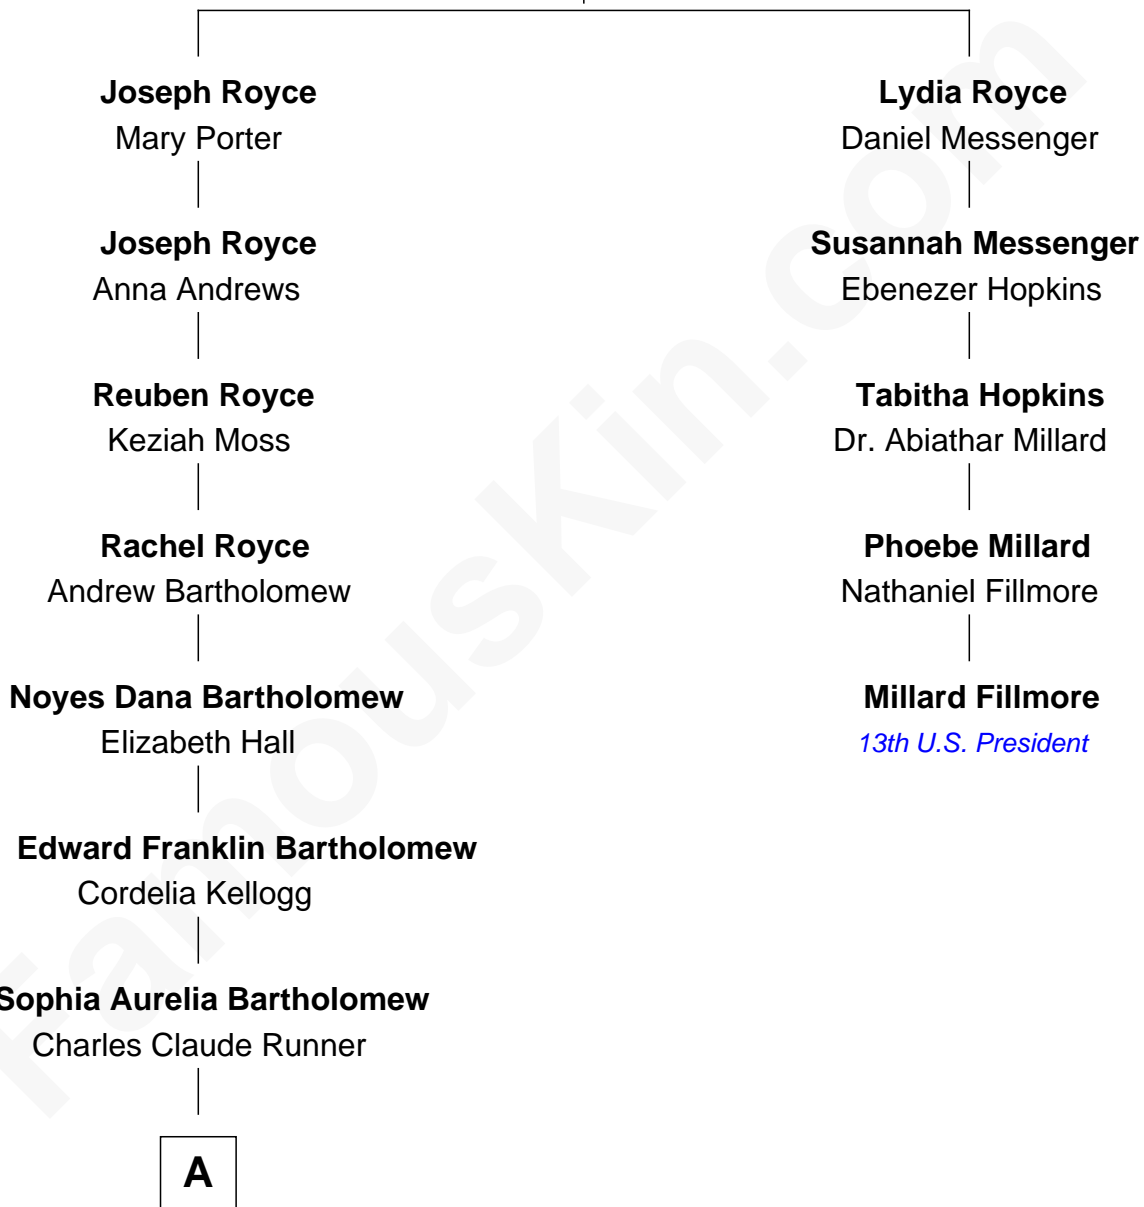 Joseph Royce
Mary Porter
Joseph Royce
Anna Andrews
Reuben Royce
Keziah Moss
Rachel Royce
Andrew Bartholomew
Noyes Dana Bartholomew
Elizabeth Hall
Edward Franklin Bartholomew
Cordelia Kellogg
Sophia Aurelia Bartholomew
Charles Claude Runner
A
Lydia Royce
Daniel Messenger
Susannah Messenger
Ebenezer Hopkins
Tabitha Hopkins
Dr. Abiathar Millard
Phoebe Millard
Nathaniel Fillmore
Millard Fillmore
13th U.S. President
FamousKin.com